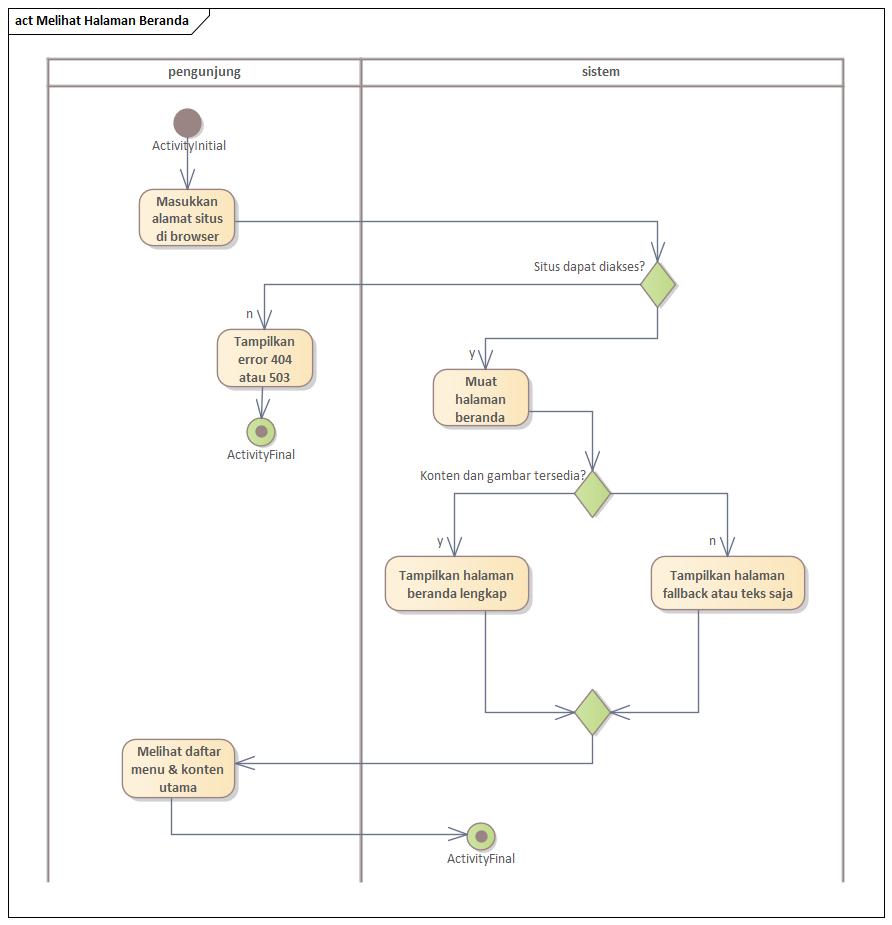 act Melihat Halaman Beranda
pengunjung
sistem
ActivityInitial
Masukkan
alamat situs
di browser
Situs dapat diakses?
n
Tampilkan
error 404
atau 503
y
Muat
halaman
beranda
ActivityFinal
Konten dan gambar tersedia?
y
n
Tampilkan halaman
beranda lengkap
Tampilkan halaman
fallback atau teks saja
Melihat daftar
menu & konten
utama
ActivityFinal